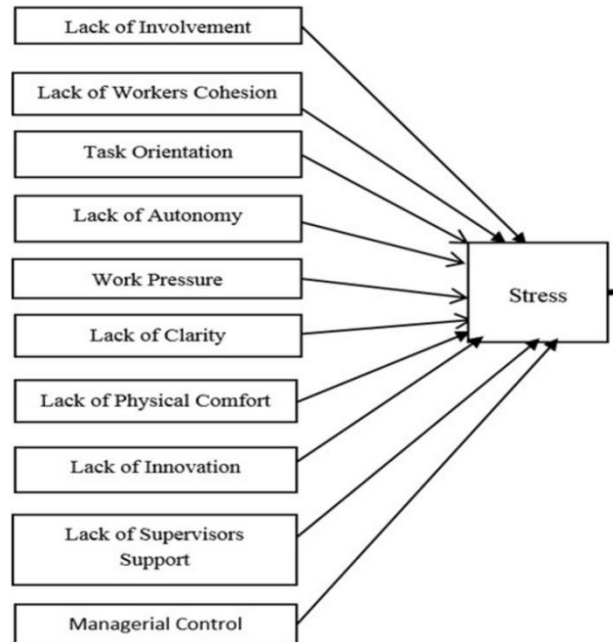 Lack of Involvement
Lack of Workers Cohesion
Task Orientation
Lack of Autonomy
Work Pressure
Stress
Lack of Clarity
Lack of Physical Comfort
Lack of Innovation
Lack of Supervisors
Support
Managerial Control